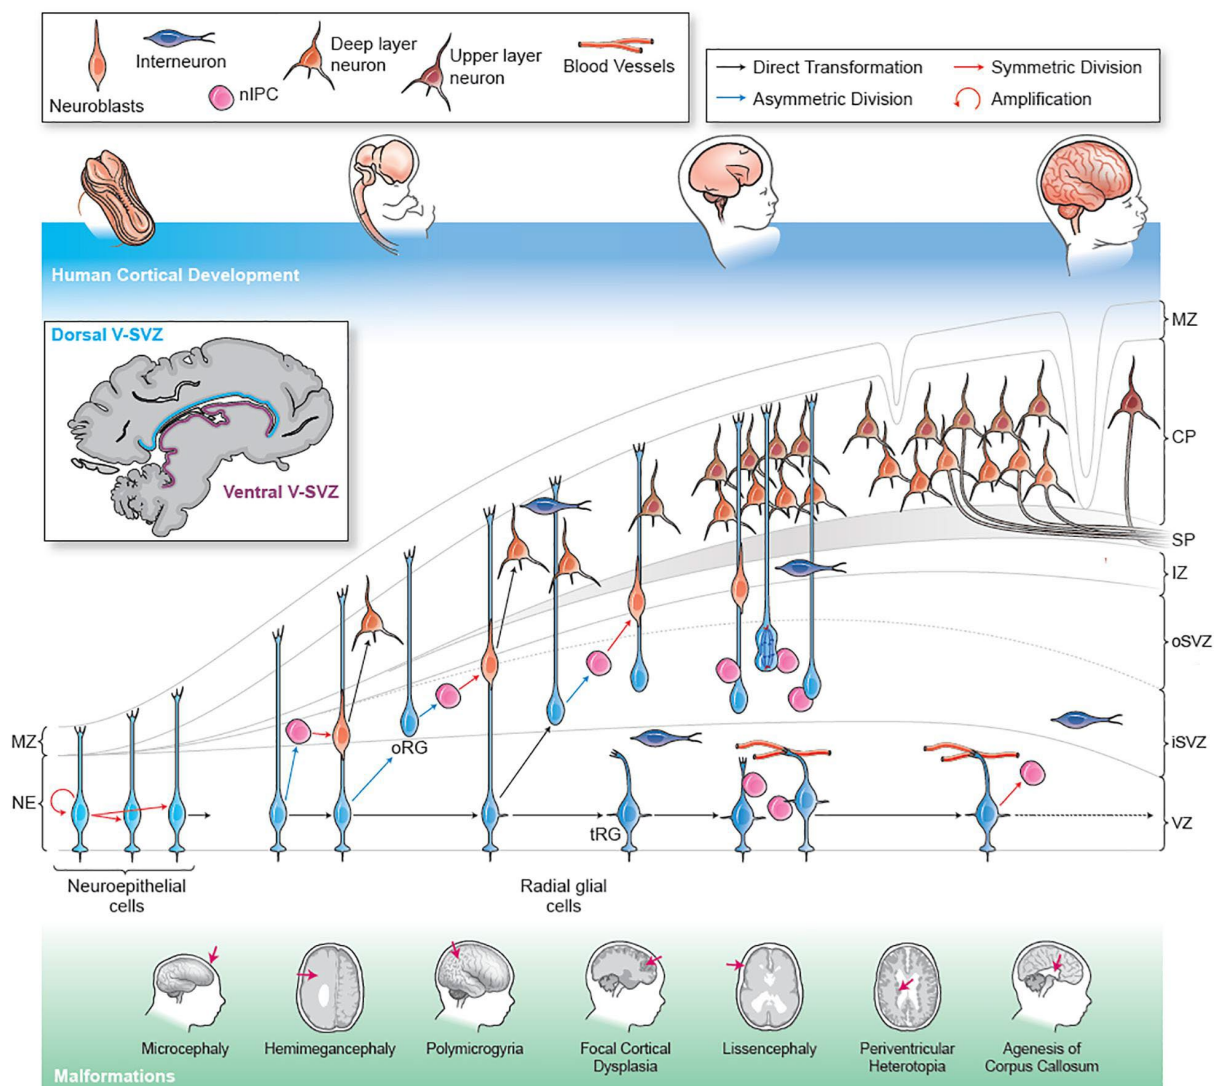 Neuroblasts
Interneuron
nIPC
Deep layer
neuron
Upper layer
neuron
Blood Vessels
Direct Transformation
Symmetric Division
Asymmetric Division
Amplification
Human Cortical Development
Dorsal V-SVZ
Ventral V-SVZ
MZ
CP
SP
IZ
oSVZ
iSVZ
VZ
MZ
NE
oRG
tRG
Neuroepithelial
cells
Radial glial
cells
Microcephaly
Hemimegancephaly
Polymicrogyria
Focal Cortical
Dysplasia
Lissencephaly
Periventricular
Heterotopia
Agenesis of
Corpus Callosum
Malformations